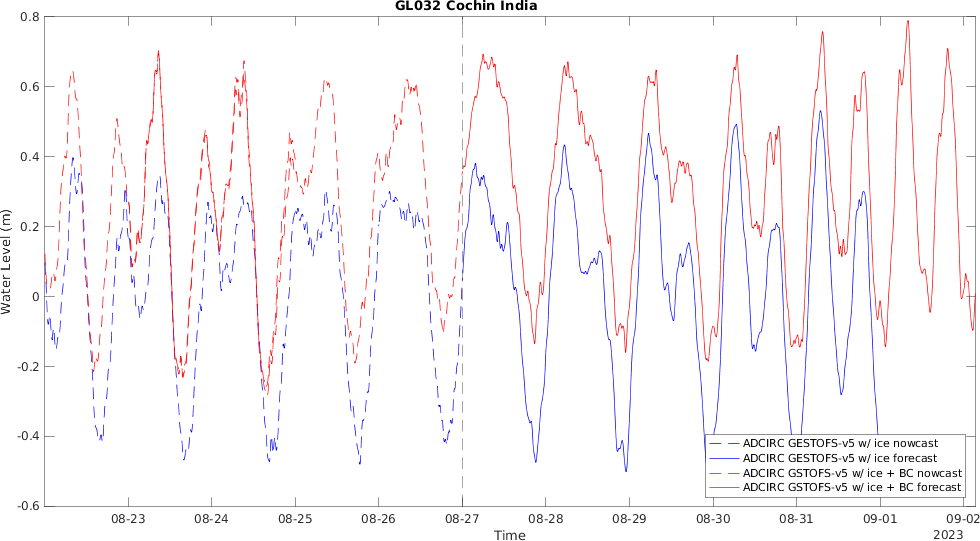 GL032 Cochin India
0.8
0.6
0.4
0.2
0
-0.2
-0.4
-0.6
Water Level (m)
ADCIRC GESTOFS-v5 w/ ice nowcast
ADCIRC GESTOFS-v5 w/ ice forecast
ADCIRC GSTOFS-v5 w/ ice + BC nowcast
ADCIRC GSTOFS-v5 w/ ice + BC forecast
08-23 08-24 08-25 08-26 08-27 08-28 08-29 08-30 08-31 09-01 09-02
Time
2023